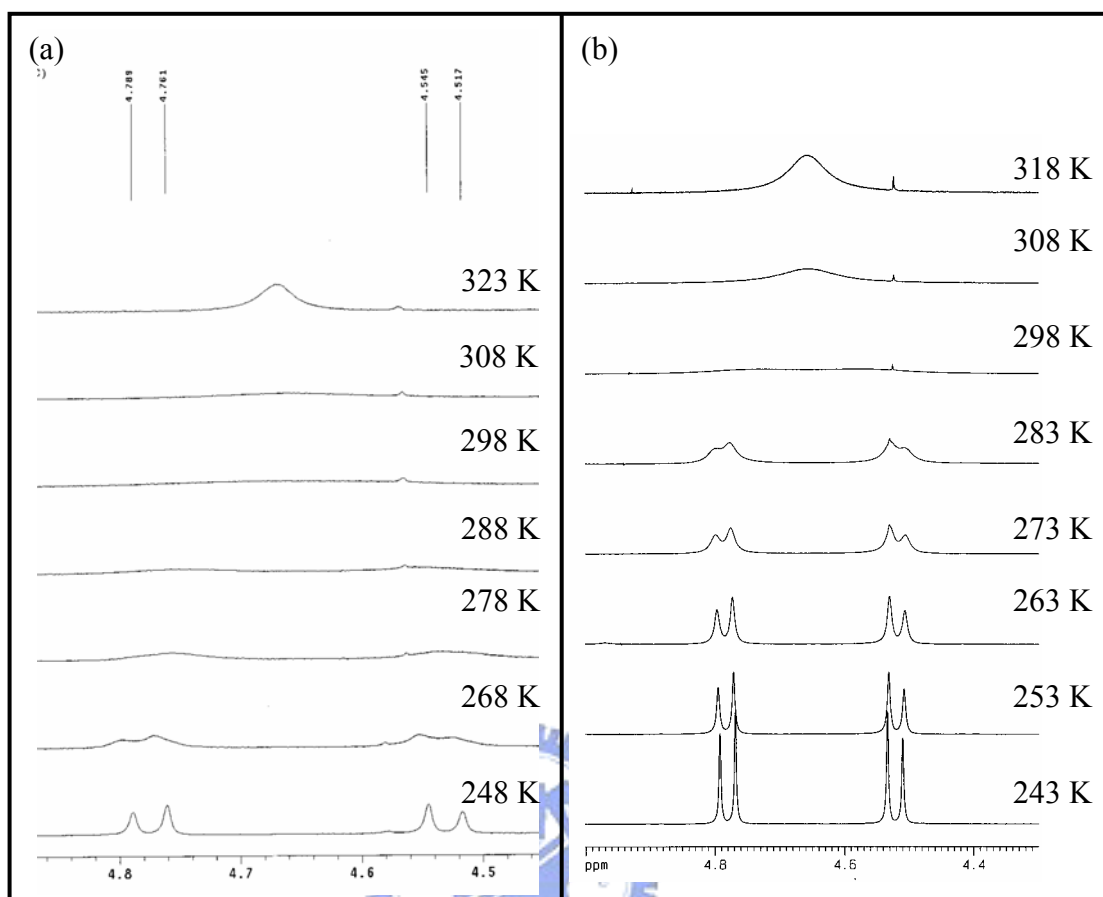 (a)
4.789
4.761
4.545
4.517
323 K
308 K
298 K
288 K
278 K
268 K
248 K
4.8
4.7
4.6
4.5
(b)
318 K
308 K
298 K
283 K
273 K
263 K
253 K
243 K
ppm
4.8
4.6
4.4